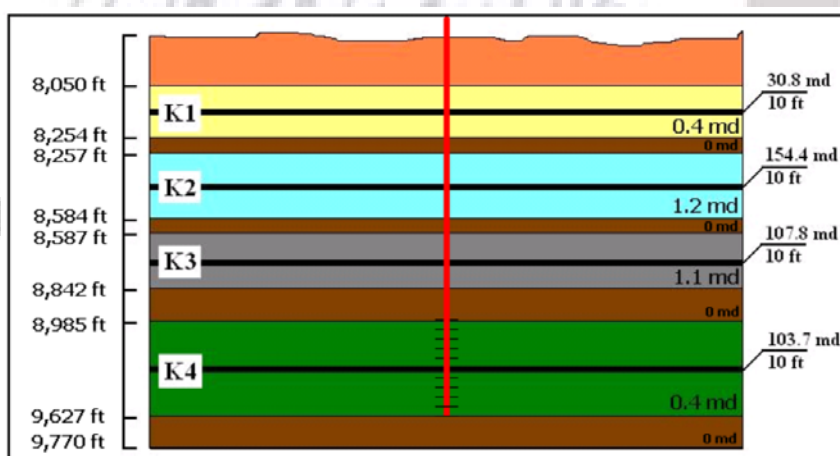 8,050 ft
K1
30.8 md
10 ft
0.4 md
8,254 ft
0 md
8,257 ft
K2
154.4 md
10 ft
1.2 md
8,584 ft
0 md
8,587 ft
K3
107.8 md
10 ft
1.1 md
8,842 ft
0 md
8,985 ft
K4
103.7 md
10 ft
0.4 md
9,627 ft
0 md
9,770 ft